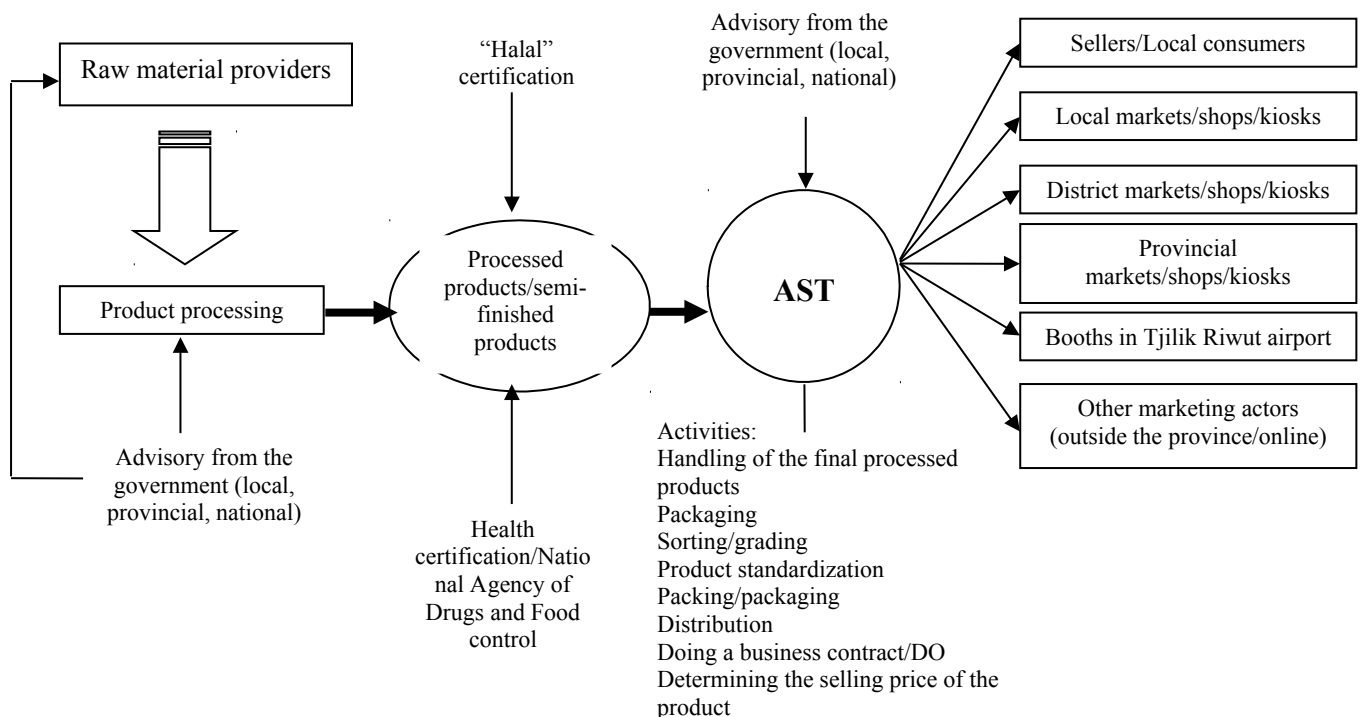 Raw material providers
Product processing
Advisory from the
government (local,
provincial, national)
“Halal”
certification
Processed
products/semi-
finished
products
Health
certification/Natio
nal Agency of
Drugs and Food
control
Advisory from the
government (local,
provincial, national)
AST
Activities:
Handling of the final processed
products
Packaging
Sorting/grading
Product standardization
Packing/packaging
Distribution
Doing a business contract/DO
Determining the selling price of the
product
Sellers/Local consumers
Local markets/shops/kiosks
District markets/shops/kiosks
Provincial
markets/shops/kiosks
Booths in Tjilik Riwut airport
Other marketing actors
(outside the province/online)